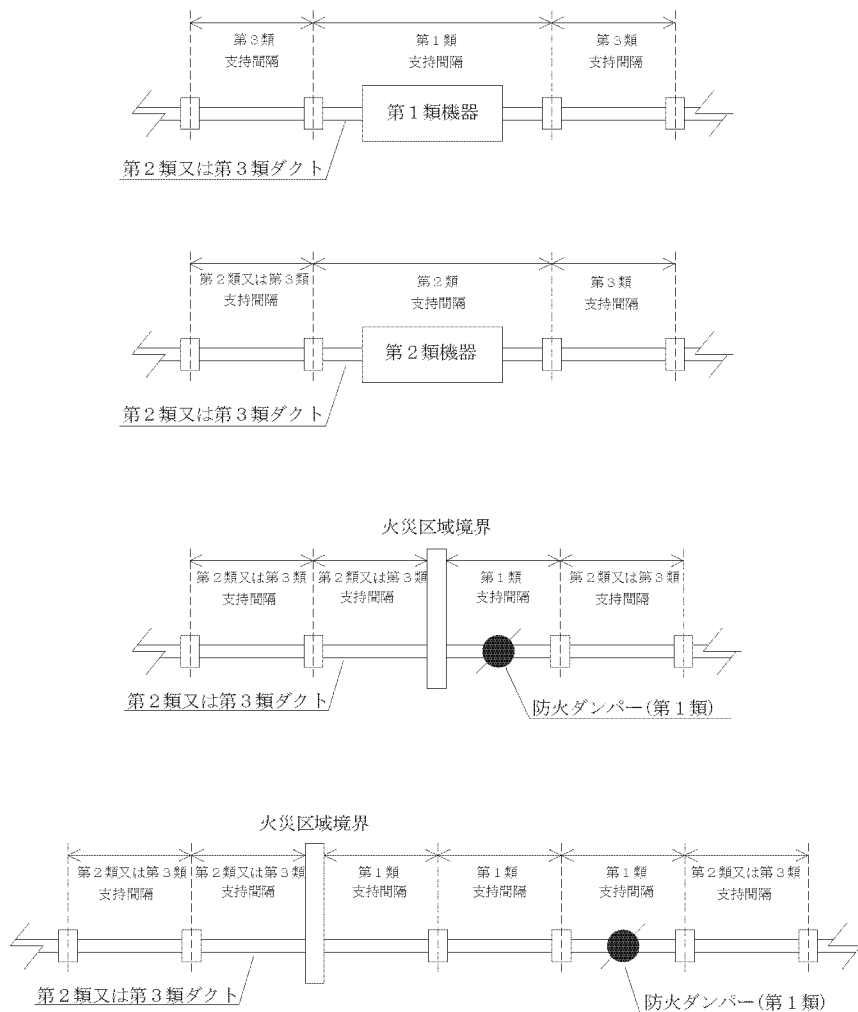 第３類
支持間隔
第１類
支持間隔
第３類
支持間隔
第１類機器
第２類又は第３類ダクト
第２類又は第３類
支持間隔
第２類
支持間隔
第３類
支持間隔
第２類機器
第２類又は第３類ダクト
火災区域境界
第２類又は第３類
支持間隔
第２類又は第３類
支持間隔
第１類
支持間隔
第２類又は第３類
支持間隔
第２類又は第３類ダクト
防火ダンパー(第１類)
火災区域境界
第２類又は第３類
支持間隔
第２類又は第３類
支持間隔
第１類
支持間隔
第１類
支持間隔
第１類
支持間隔
第２類又は第３類
支持間隔
第２類又は第３類ダクト
防火ダンパー(第１類)